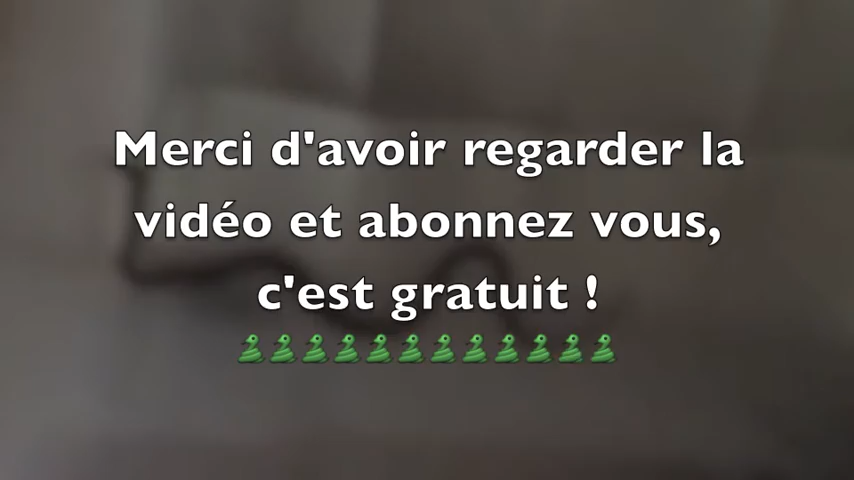 Merci d'avoir regarder la
vidéo et abonnez vous,
c'est gratuit !
🐍🐍🐍🐍🐍🐍🐍🐍🐍🐍🐍🐍